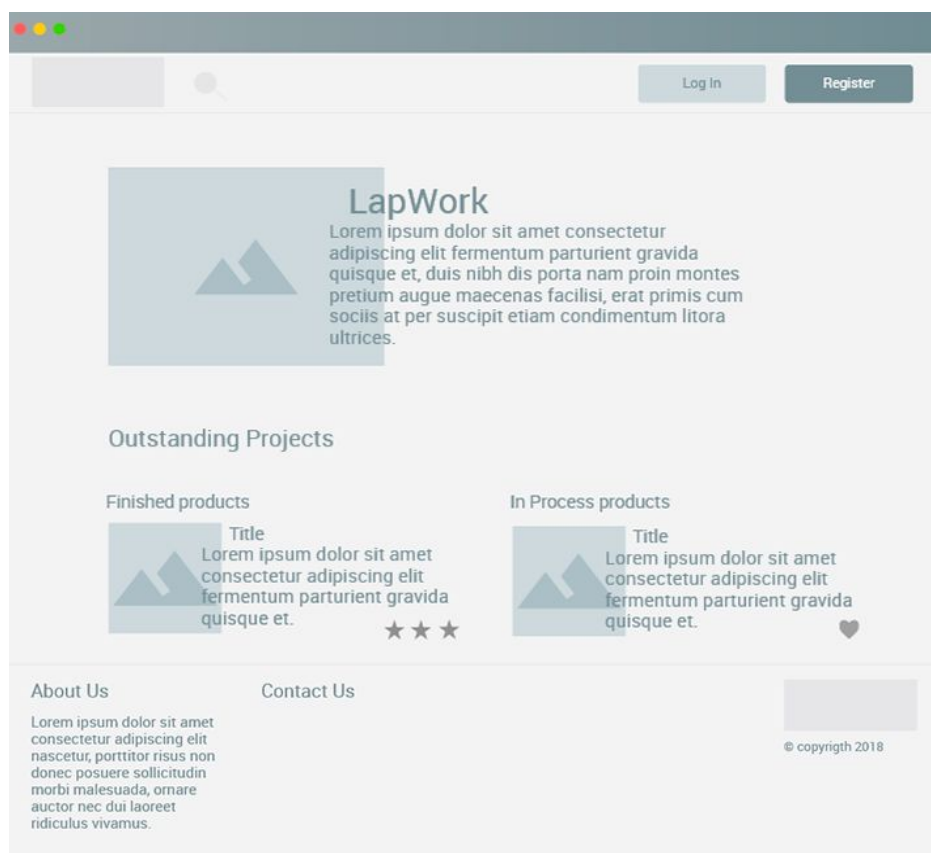 Log In
Register
LapWork
Lorem ipsum dolor sit amet consectetur
adipiscing elit fermentum parturient gravida
quisque et, duis nibh dis porta nam proin montes
pretium augue maecenas facilisi, erat primis cum
sociis at per suscipit etiam condimentum litora
ultrices.
Outstanding Projects
Finished products
Title
Lorem ipsum dolor sit amet
consectetur adipiscing elit
fermentum parturient gravida
quisque et.
In Process products
Title
Lorem ipsum dolor sit amet
consectetur adipiscing elit
fermentum parturient gravida
quisque et.
About Us
Lorem ipsum dolor sit amet
consectetur adipiscing elit
nascetur, porttitor risus non
donec posuere sollicitudin
morbi malesuada, ornare
auctor nec dui laoreet
ridiculus vivamus.
Contact Us
© copyrigth 2018